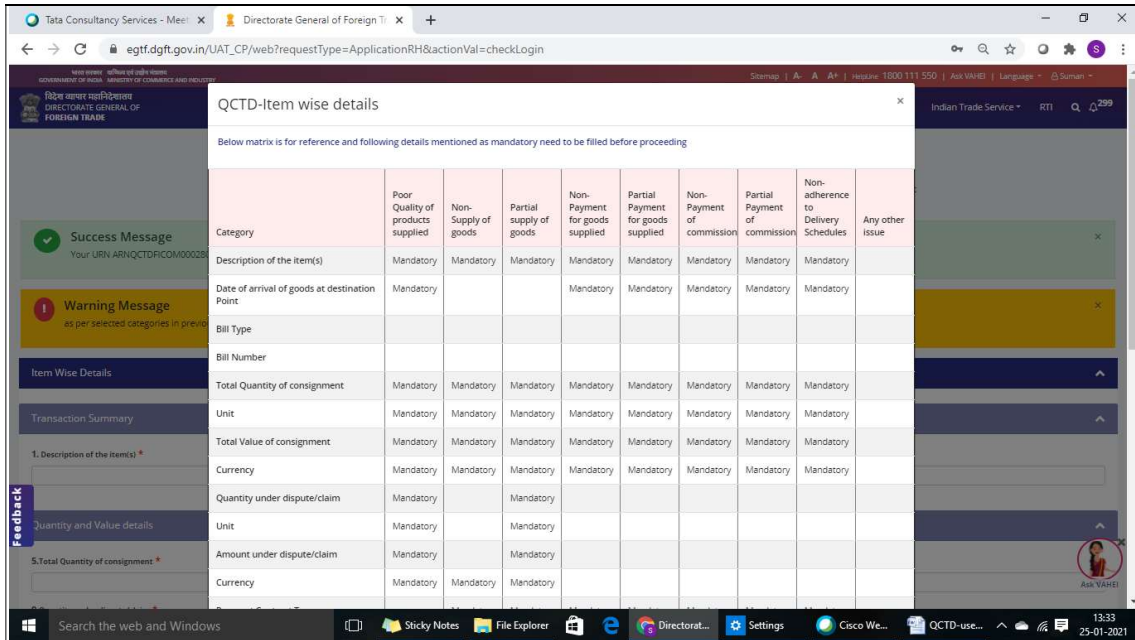 Tata Consultancy Services - Meet
Directorate General of Foreign Tr
egtf.dgft.gov.in/UAT_CP/web?requestType=ApplicationRH&actionVal=checkLogin
S
भारत सरकार
GOVERNMENT OF INDIA MINISTRY OF COMMERCE AND INDUSTRY
Sitemap | A- A A+ | Helpline 1800 111 550 | Ask VAHEI | Language Suman
विदेश व्यापार महानिदेशालय
DIRECTORATE GENERAL OF
FOREIGN TRADE
Indian Trade Service RTI 299
QCTD-Item wise details
Below matrix is for reference and following details mentioned as mandatory need to be filled before proceeding
Category Poor Quality of products supplied Non-Supply of goods Partial supply of goods Non-Payment for goods supplied Partial Payment for goods supplied Non-Payment of commission Partial Payment of commission Non-adherence to Delivery Schedules Any other issue
Description of the item(s) Mandatory Mandatory Mandatory Mandatory Mandatory Mandatory Mandatory Mandatory
Date of arrival of goods at destination Point Mandatory Mandatory Mandatory Mandatory Mandatory Mandatory
Bill Type
Bill Number
Total Quantity of consignment Mandatory Mandatory Mandatory Mandatory Mandatory Mandatory Mandatory Mandatory
Unit Mandatory Mandatory Mandatory Mandatory Mandatory Mandatory Mandatory Mandatory
Total Value of consignment Mandatory Mandatory Mandatory Mandatory Mandatory Mandatory Mandatory Mandatory
Currency Mandatory Mandatory Mandatory Mandatory Mandatory Mandatory Mandatory Mandatory
Quantity under dispute/claim Mandatory Mandatory
Unit Mandatory Mandatory
Amount under dispute/claim Mandatory Mandatory
Currency Mandatory Mandatory Mandatory
Success Message
Your URN ARNQCTDFICOM000280
Warning Message
as per selected categories in previo
Item Wise Details
Transaction Summary
1. Description of the item(s) *
Feedback
Quantity and Value details
5.Total Quantity of consignment *
Ask VAHEI
Search the web and Windows
Sticky Notes
File Explorer
Directorat...
Settings
Cisco We...
QCTD-use...
13:33
25-01-2021